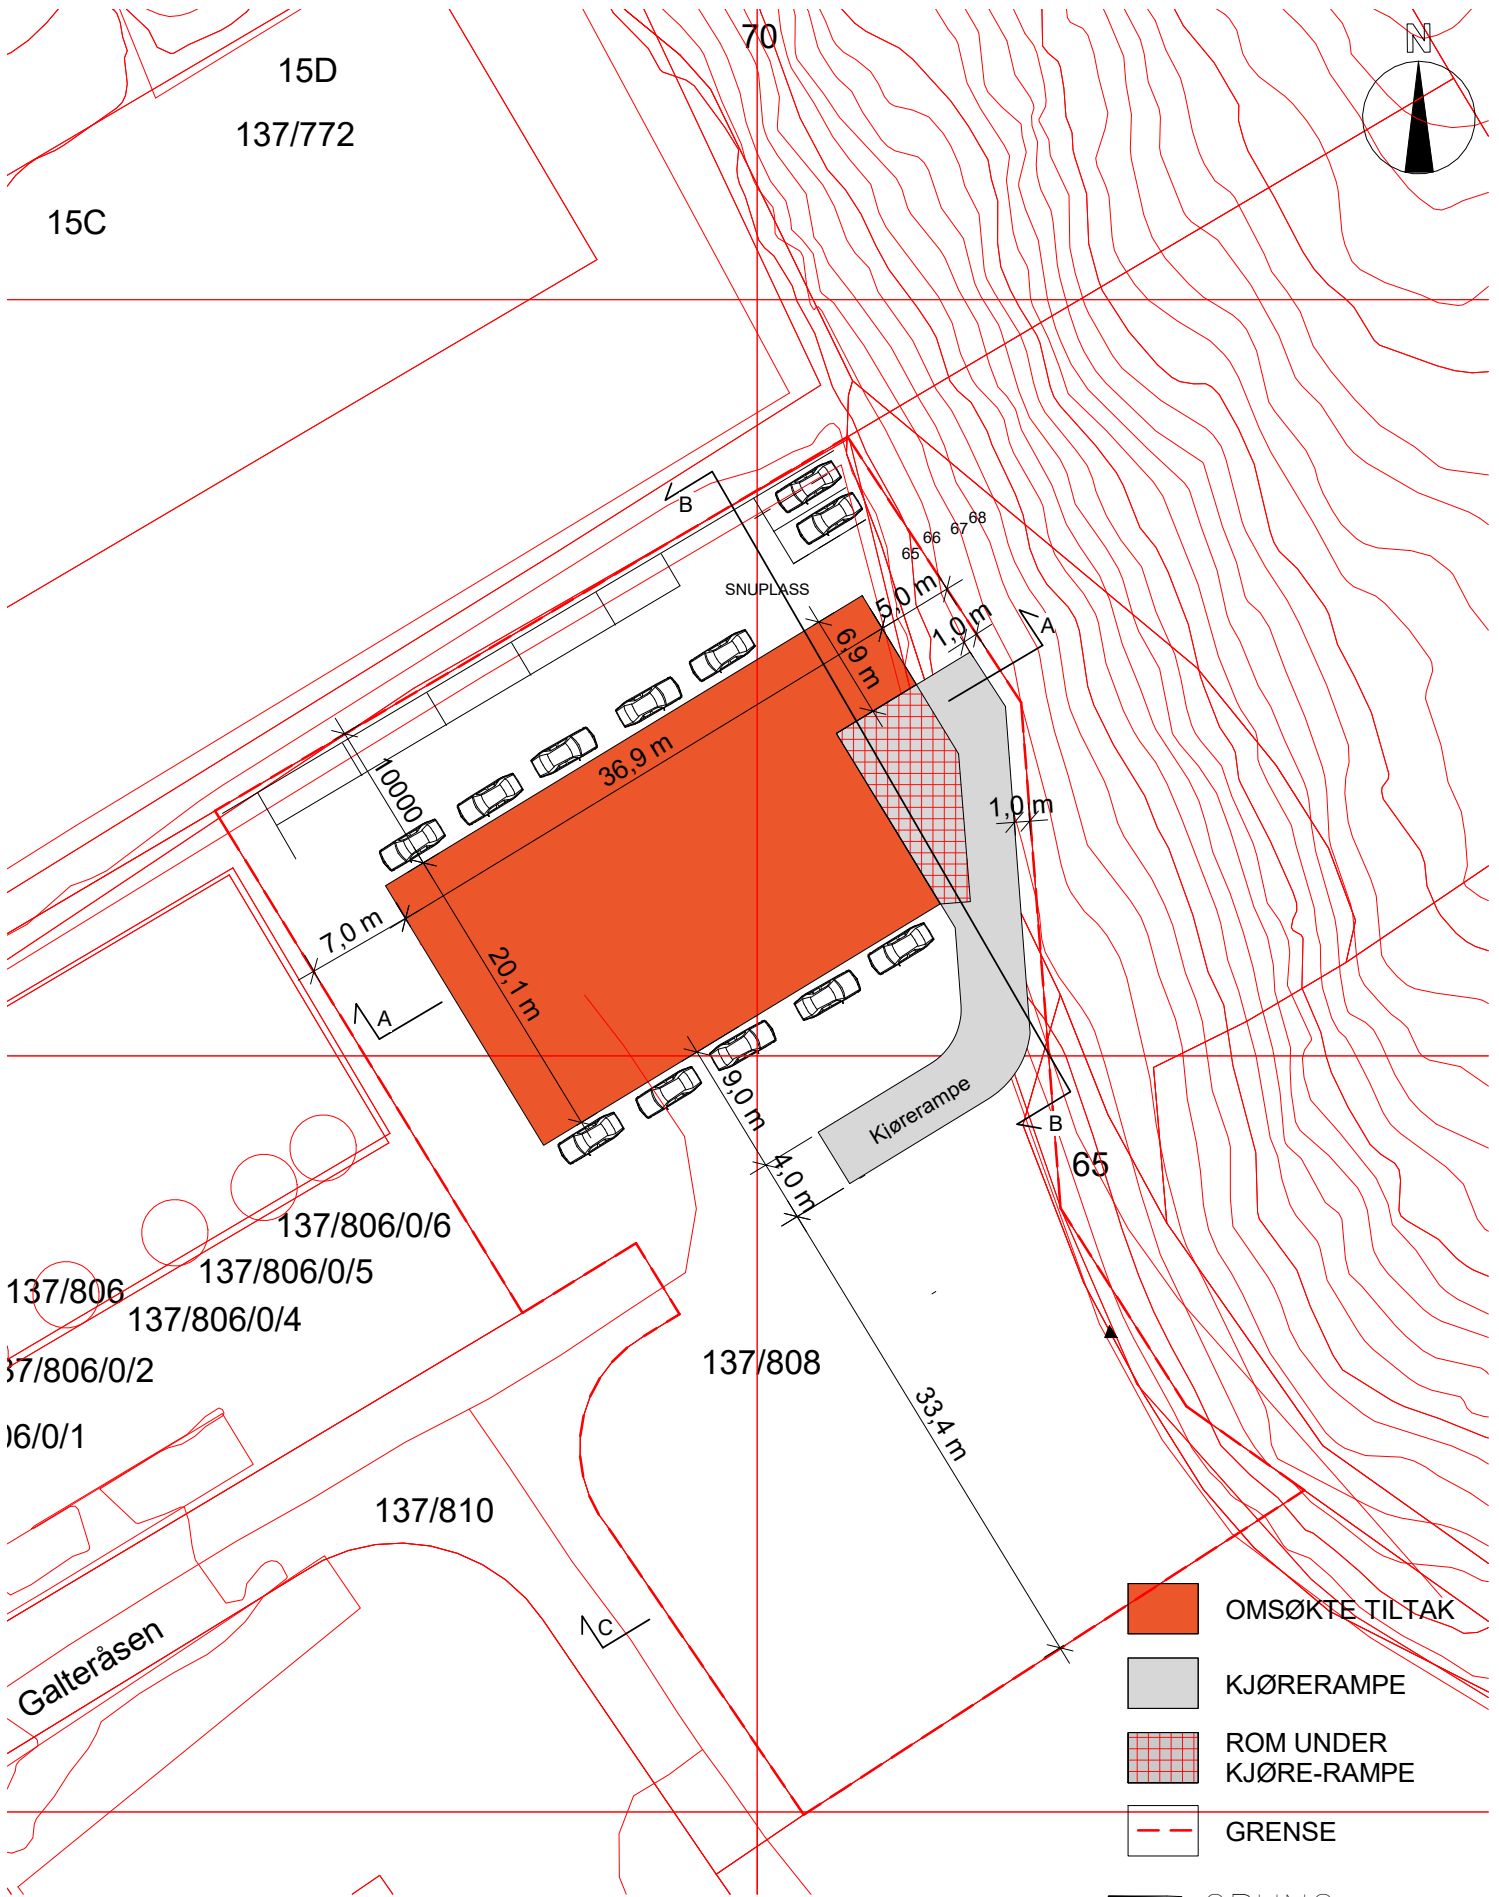 70
N
15D
137/772
15C
B
68
67
66
65
SNUPLASS
5,0 m
1,0 m
A
6,9 m
36,9 m
10000
1,0 m
7,0 m
20,1 m
A
9,0 m
Kjørerampe
B
4,0 m
65
137/806/0/6
137/806/0/5
137/806
137/806/0/4
137/808
37/806/0/2
33,4 m
06/0/1
137/810
OMSØKTE TILTAK
C
Galteråsen
KJØRERAMPE
ROM UNDER
KJØRE-RAMPE
GRENSE